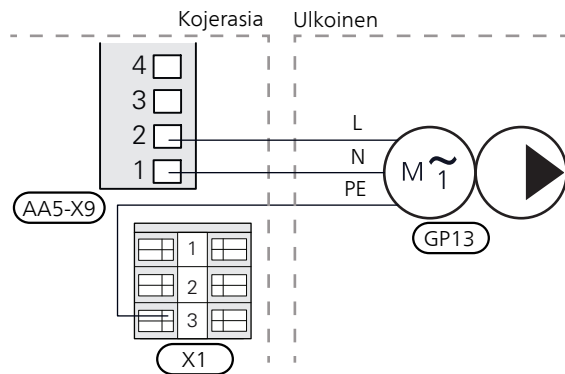 Kojerasia
Ulkoinen
4
3
2
1
L
N
PE
M ~ 1
AA5-X9
GP13
1
2
3
X1